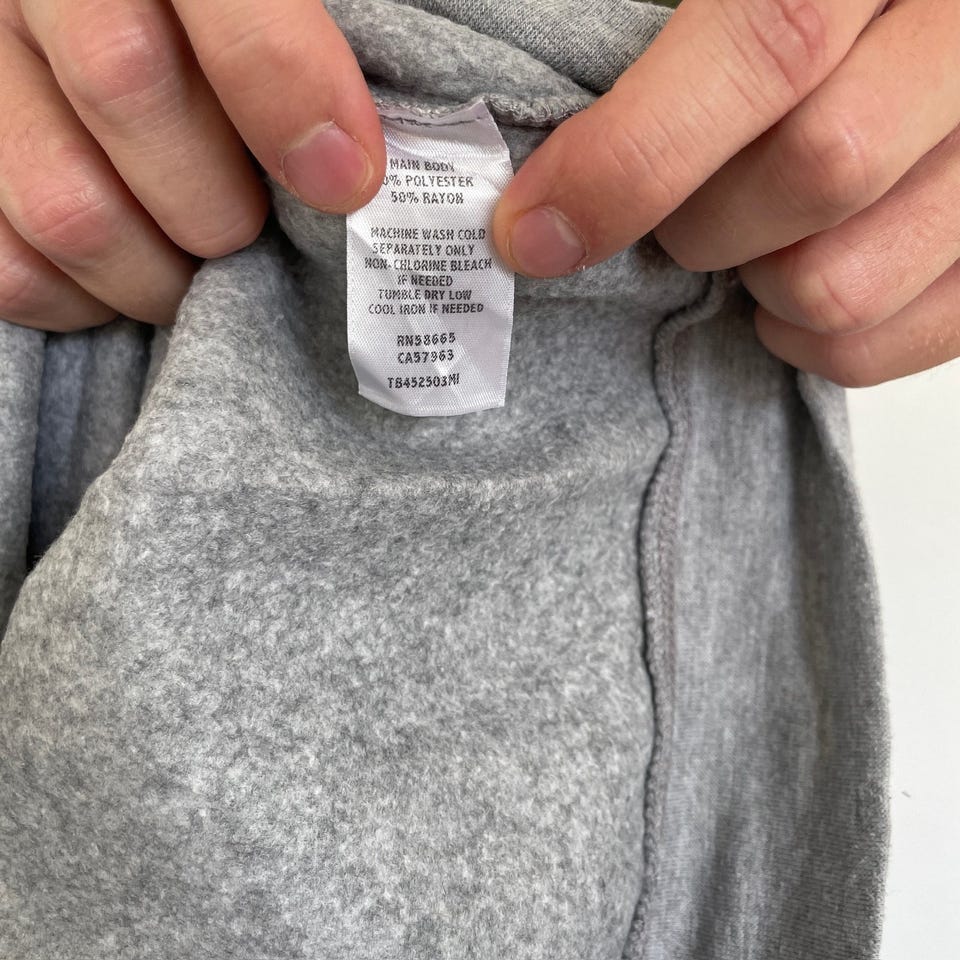 MAIN BODY
0% POLYESTER
50% RAYON
MACHINE WASH COLD
SEPARATELY ONLY
NON-CHLORINE BLEACH
IF NEEDED
TUMBLE DRY LOW
COOL IRON IF NEEDED
RN58665
CA57963
TB452503MI